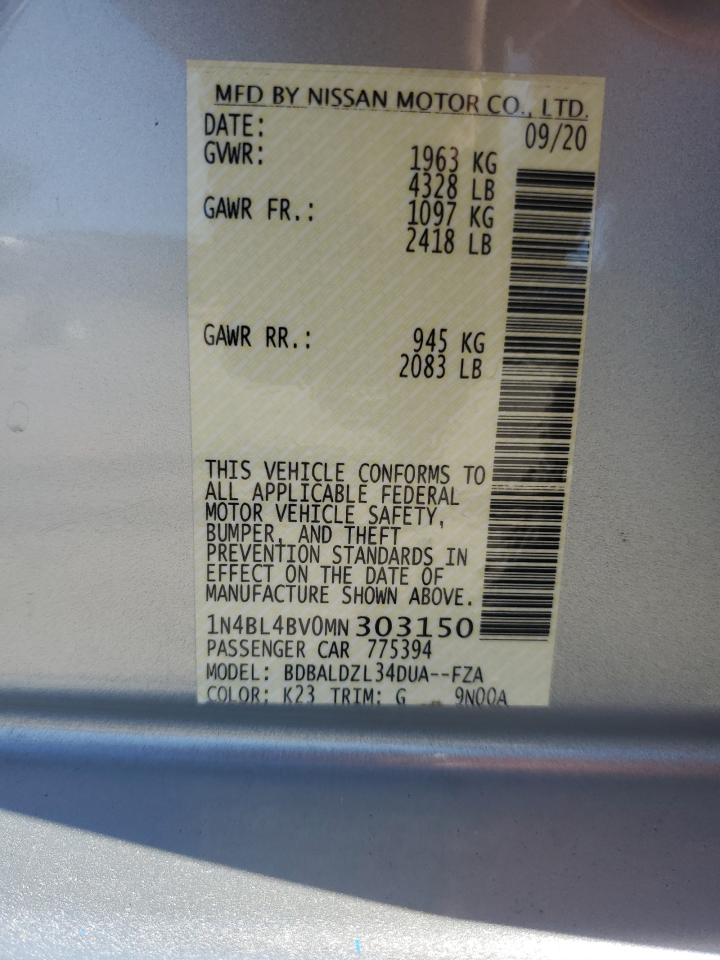 MFD BY NISSAN MOTOR CO., LTD.
DATE: 09/20
GVWR: 1963 KG
4328 LB
GAWR FR.: 1097 KG
2418 LB
GAWR RR.: 945 KG
2083 LB
THIS VEHICLE CONFORMS TO
ALL APPLICABLE FEDERAL
MOTOR VEHICLE SAFETY,
BUMPER, AND THEFT
PREVENTION STANDARDS IN
EFFECT ON THE DATE OF
MANUFACTURE SHOWN ABOVE.
1N4BL4BV0MN303150
PASSENGER CAR 775394
MODEL: BDBALDZL34DUA--FZA
COLOR: K23 TRIM: G 9N00A